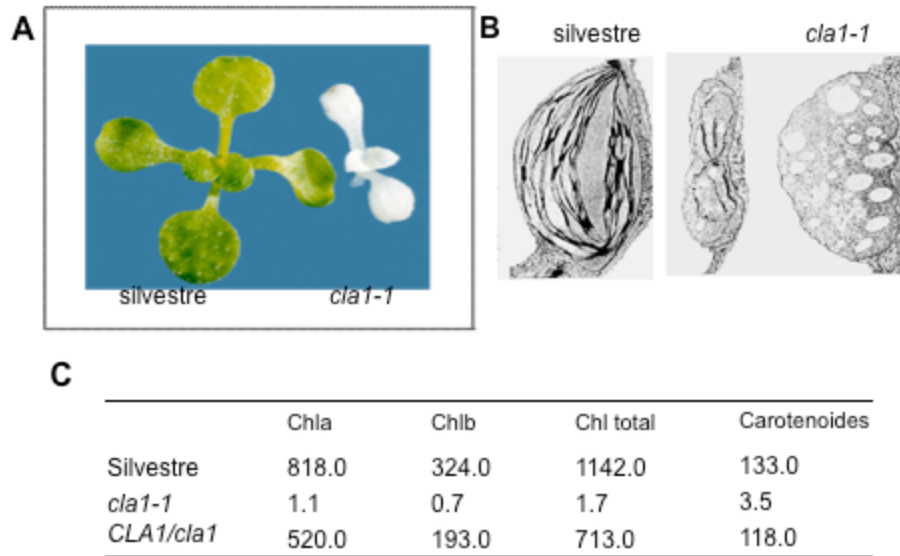 A
silvestre cla1-1
B
silvestre cla1-1
C
Chla Chlb Chl total Carotenoides
Silvestre 818.0 324.0 1142.0 133.0
cla1-1 1.1 0.7 1.7 3.5
CLA1/cla1 520.0 193.0 713.0 118.0